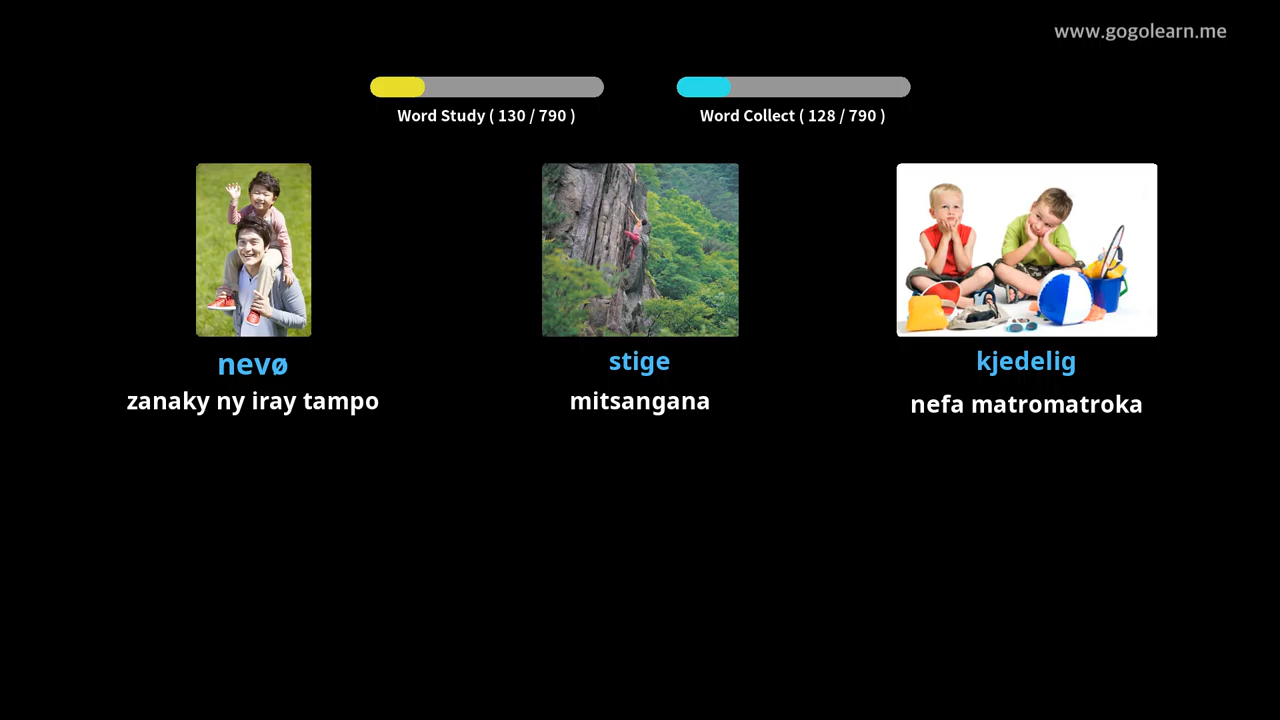 www.gogolearn.me
Word Study ( 130 / 790 )
Word Collect ( 128 / 790 )
nevø
stige
kjedelig
zanaky ny iray tampo
mitsangana
nefa matromatroka